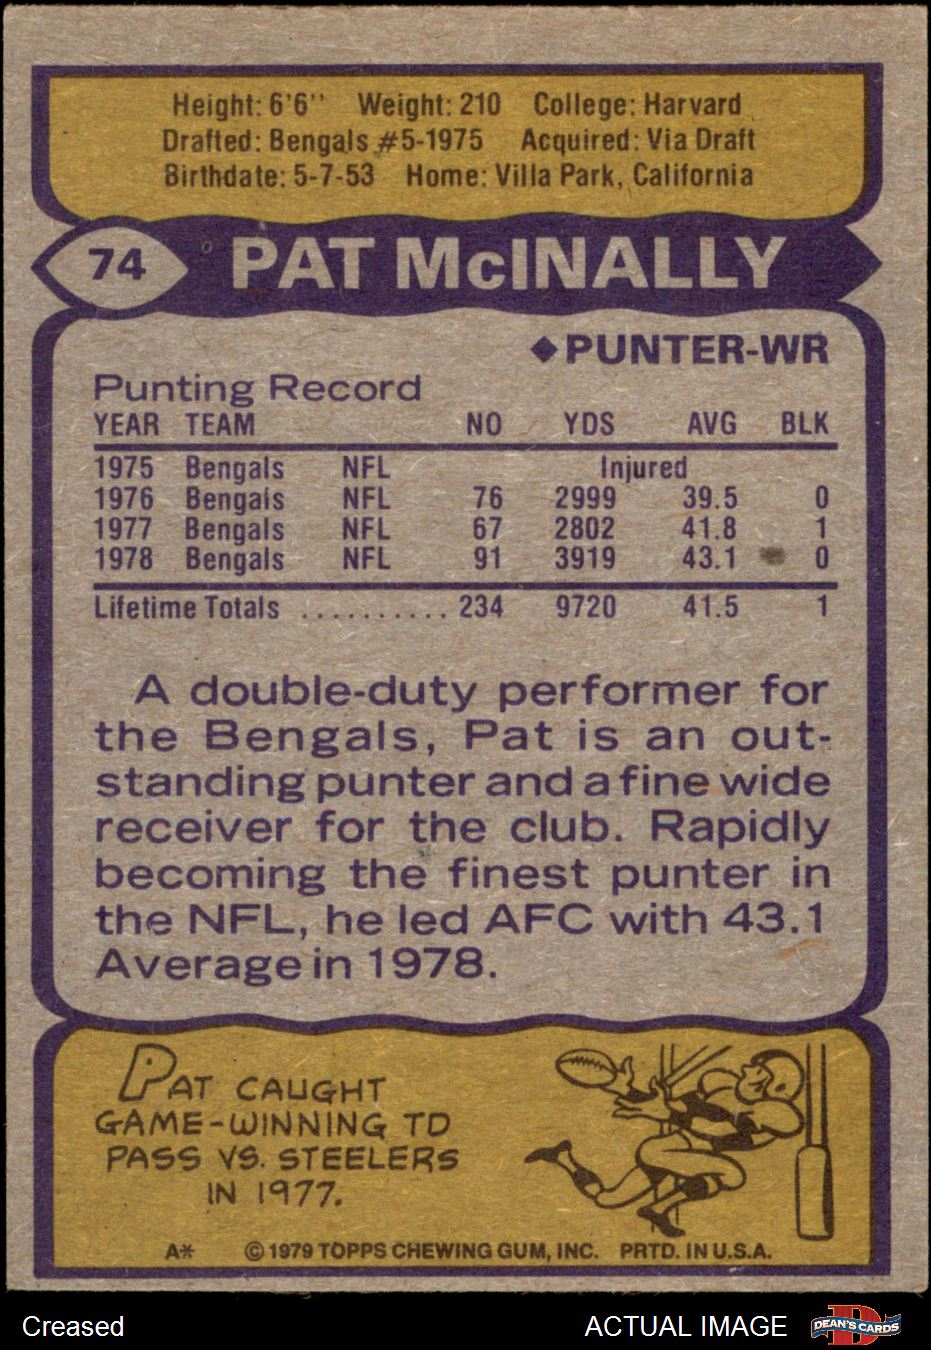 Height: 6'6'' Weight: 210 College: Harvard
Drafted: Bengals #5-1975 Acquired: Via Draft
Birthdate: 5-7-53 Home: Villa Park, California
74 PAT McINALLY
◆PUNTER-WR
Punting Record
YEAR TEAM NO YDS AVG BLK
1975 Bengals NFL Injured
1976 Bengals NFL 76 2999 39.5 0
1977 Bengals NFL 67 2802 41.8 1
1978 Bengals NFL 91 3919 43.1 0
Lifetime Totals .......... 234 9720 41.5 1
A double-duty performer for
the Bengals, Pat is an out-
standing punter and a fine wide
receiver for the club. Rapidly
becoming the finest punter in
the NFL, he led AFC with 43.1
Average in 1978.
PAT CAUGHT
GAME-WINNING TD
PASS VS. STEELERS
IN 1977.
A* © 1979 TOPPS CHEWING GUM, INC. PRTD. IN U.S.A.
Creased ACTUAL IMAGE D DEAN'S CARDS